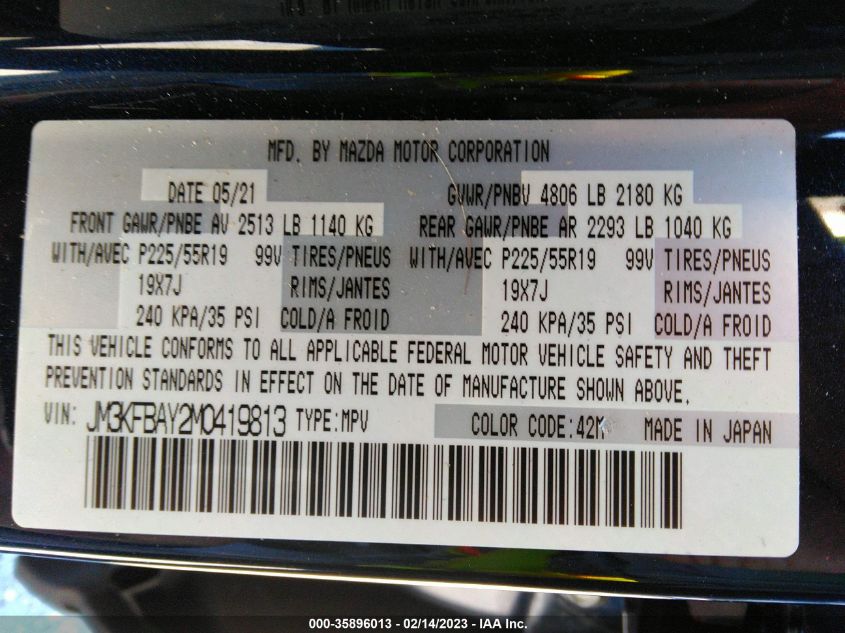 MFD. BY MAZDA MOTOR CORPORATION
DATE 05/21 GVWR/PNBV 4806 LB 2180 KG
FRONT GAWR/PNBE AV 2513 LB 1140 KG REAR GAWR/PNBE AR 2293 LB 1040 KG
WITH/AVEC P225/55R19 99V TIRES/PNEUS WITH/AVEC P225/55R19 99V TIRES/PNEUS
19X7J RIMS/JANTES 19X7J RIMS/JANTES
240 KPA/35 PSI COLD/A FROID 240 KPA/35 PSI COLD/A FROID
THIS VEHICLE CONFORMS TO ALL APPLICABLE FEDERAL MOTOR VEHICLE SAFETY AND THEFT
PREVENTION STANDARDS IN EFFECT ON THE DATE OF MANUFACTURE SHOWN ABOVE.
VIN: JM3KFBAY2M0419813 TYPE:MPV COLOR CODE:42M MADE IN JAPAN
000-35896013 - 02/14/2023 - IAA Inc.